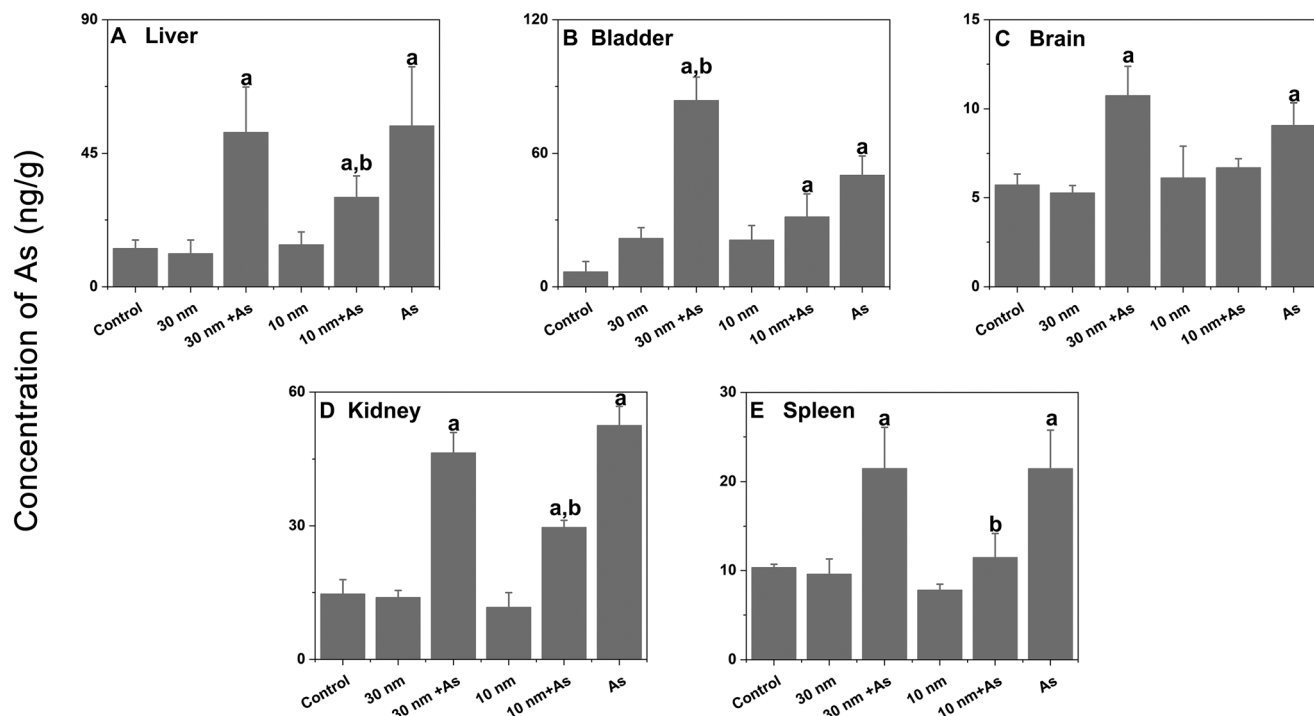 Concentration of As (ng/g)
A Liver
90
45
0
a
a,b
a
Control
30 nm
30 nm +As
10 nm
10 nm+As
As
B Bladder
120
60
0
a,b
a
a
Control
30 nm
30 nm +As
10 nm
10 nm+As
As
C Brain
15
10
5
0
a
a
Control
30 nm
30 nm +As
10 nm
10 nm+As
As
D Kidney
60
30
0
a
a,b
a
Control
30 nm
30 nm +As
10 nm
10 nm+As
As
E Spleen
30
20
10
0
a
b
a
Control
30 nm
30 nm +As
10 nm
10 nm+As
As